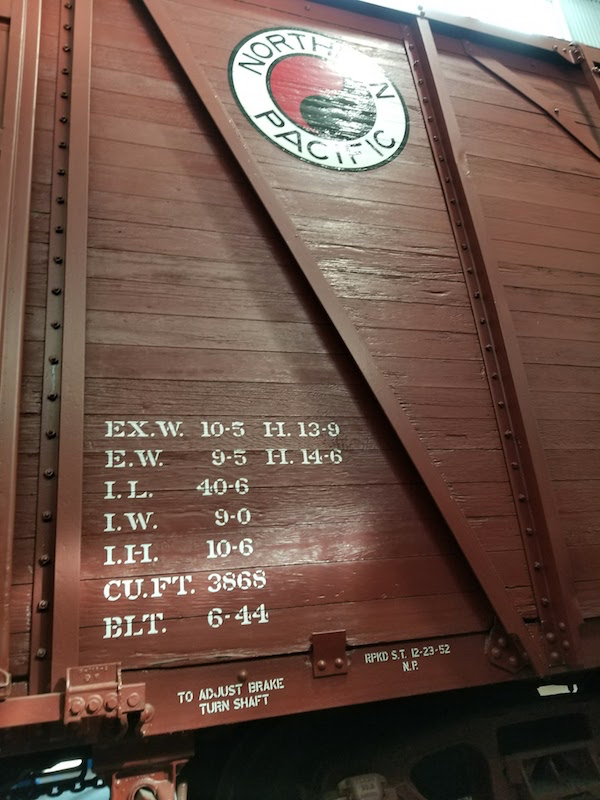 NORTHERN
PACIFIC
EX.W. 10-5 H. 13-9
E.W. 9-5 H. 14-6
I.L. 40-6
I.W. 9-0
I.H. 10-6
CU.FT. 3868
BLT. 6-44
RPKD S.T. 12-23-52
N.P.
TO ADJUST BRAKE
TURN SHAFT